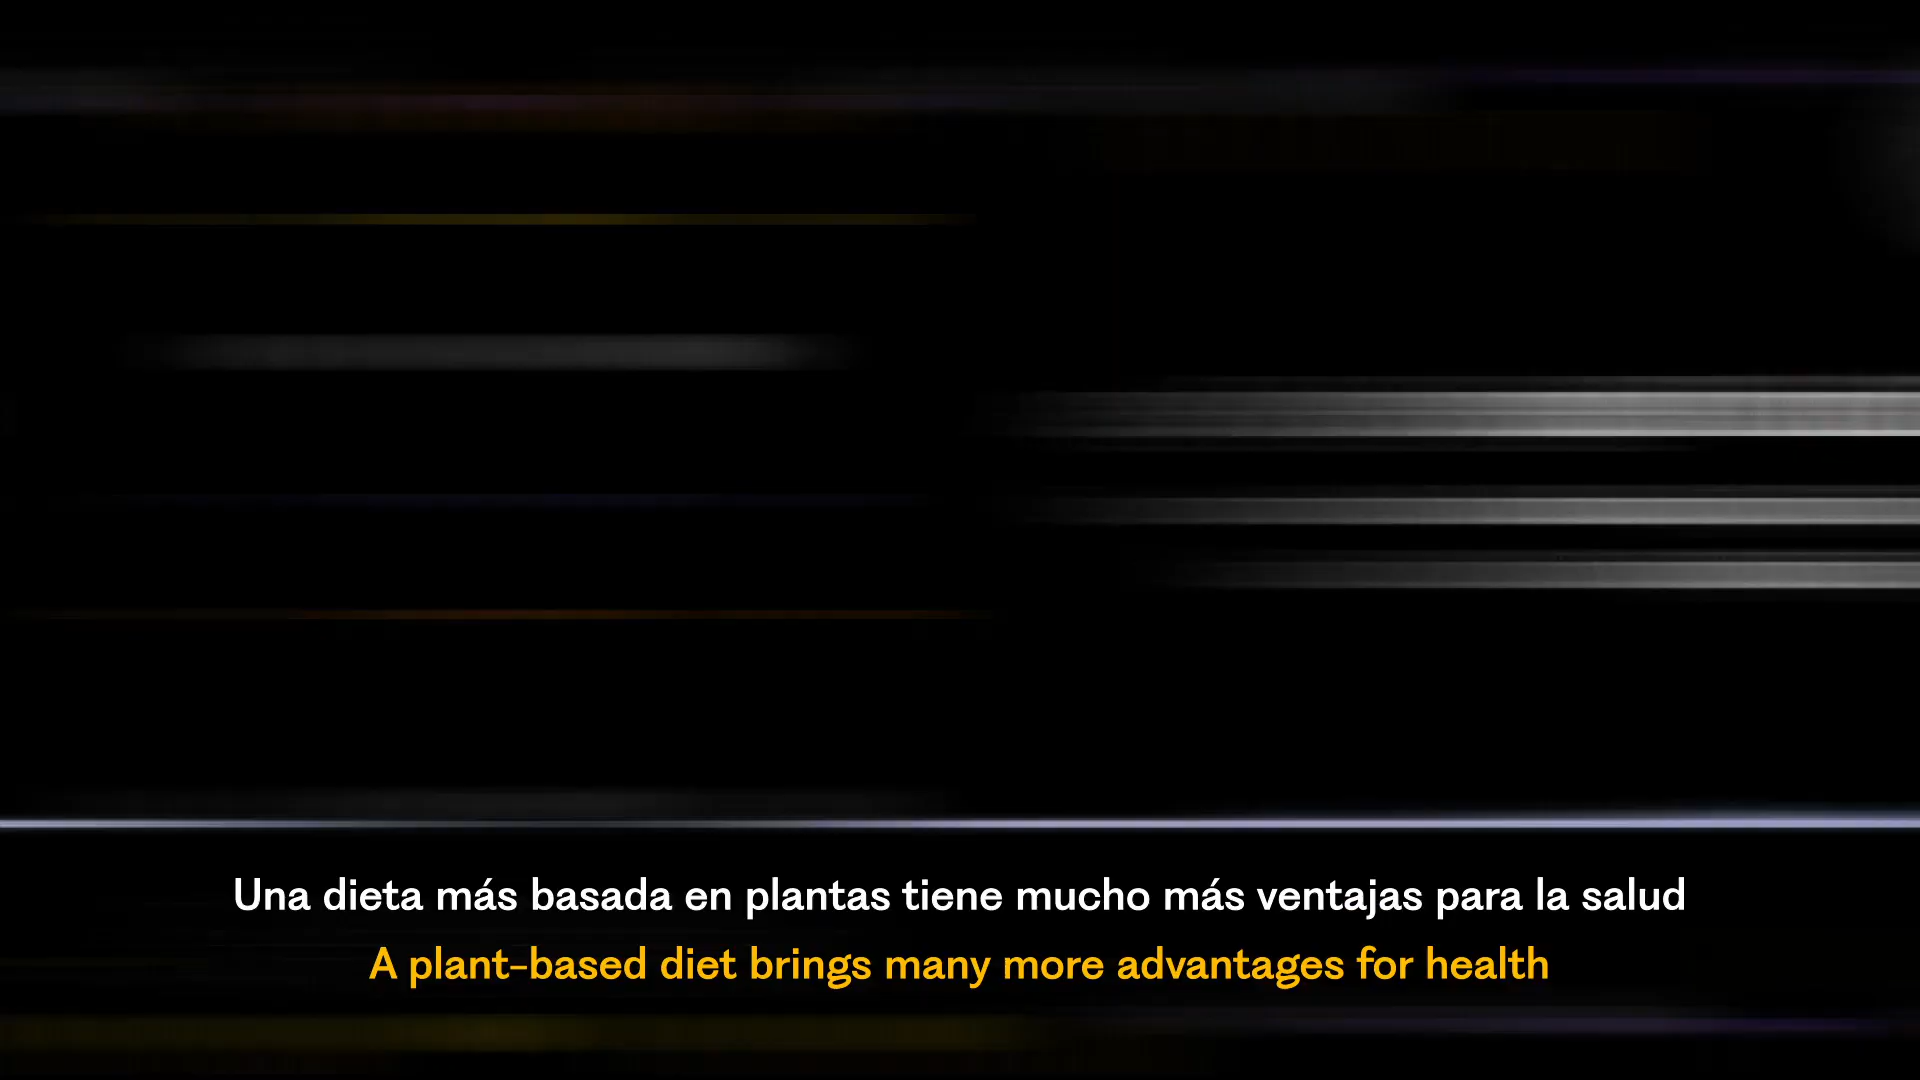 Una dieta más basada en plantas tiene mucho más ventajas para la salud
A plant-based diet brings many more advantages for health